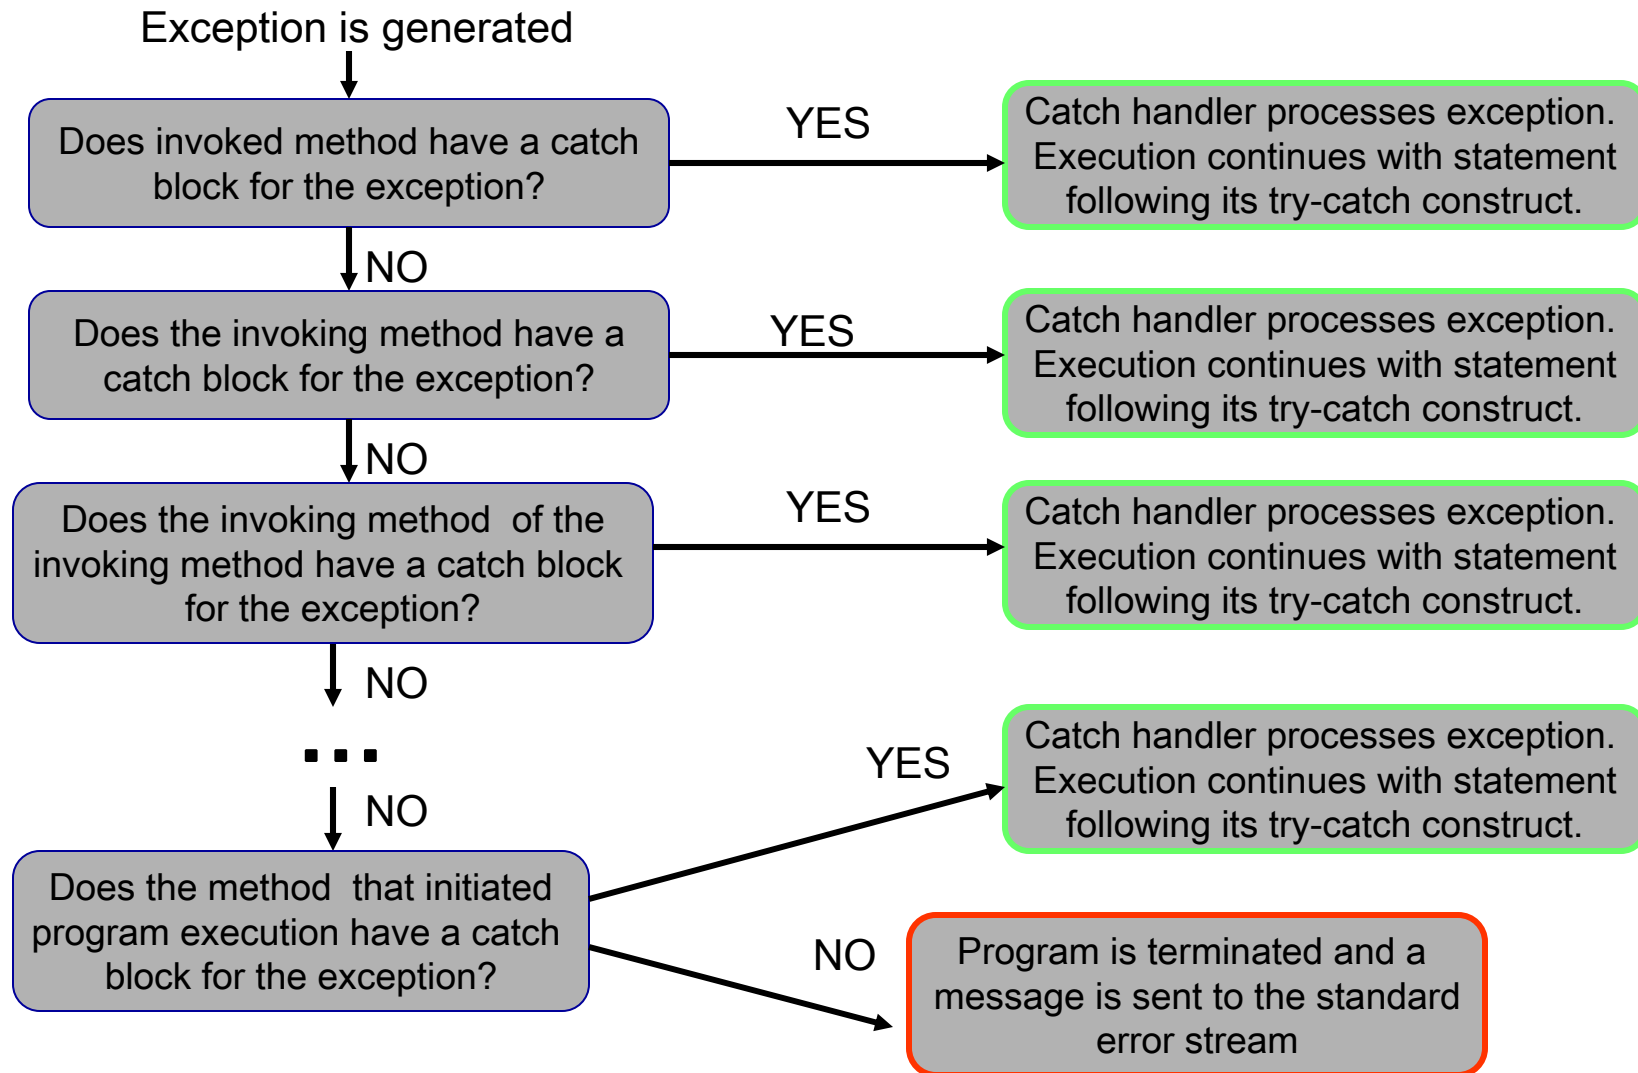 Exception is generated
Does invoked method have a catch
block for the exception?
YES
Catch handler processes exception.
Execution continues with statement
following its try-catch construct.
NO
Does the invoking method have a
catch block for the exception?
YES
Catch handler processes exception.
Execution continues with statement
following its try-catch construct.
NO
Does the invoking method of the
invoking method have a catch block
for the exception?
YES
Catch handler processes exception.
Execution continues with statement
following its try-catch construct.
NO
...
NO
Does the method that initiated
program execution have a catch
block for the exception?
YES
Catch handler processes exception.
Execution continues with statement
following its try-catch construct.
NO
Program is terminated and a
message is sent to the standard
error stream